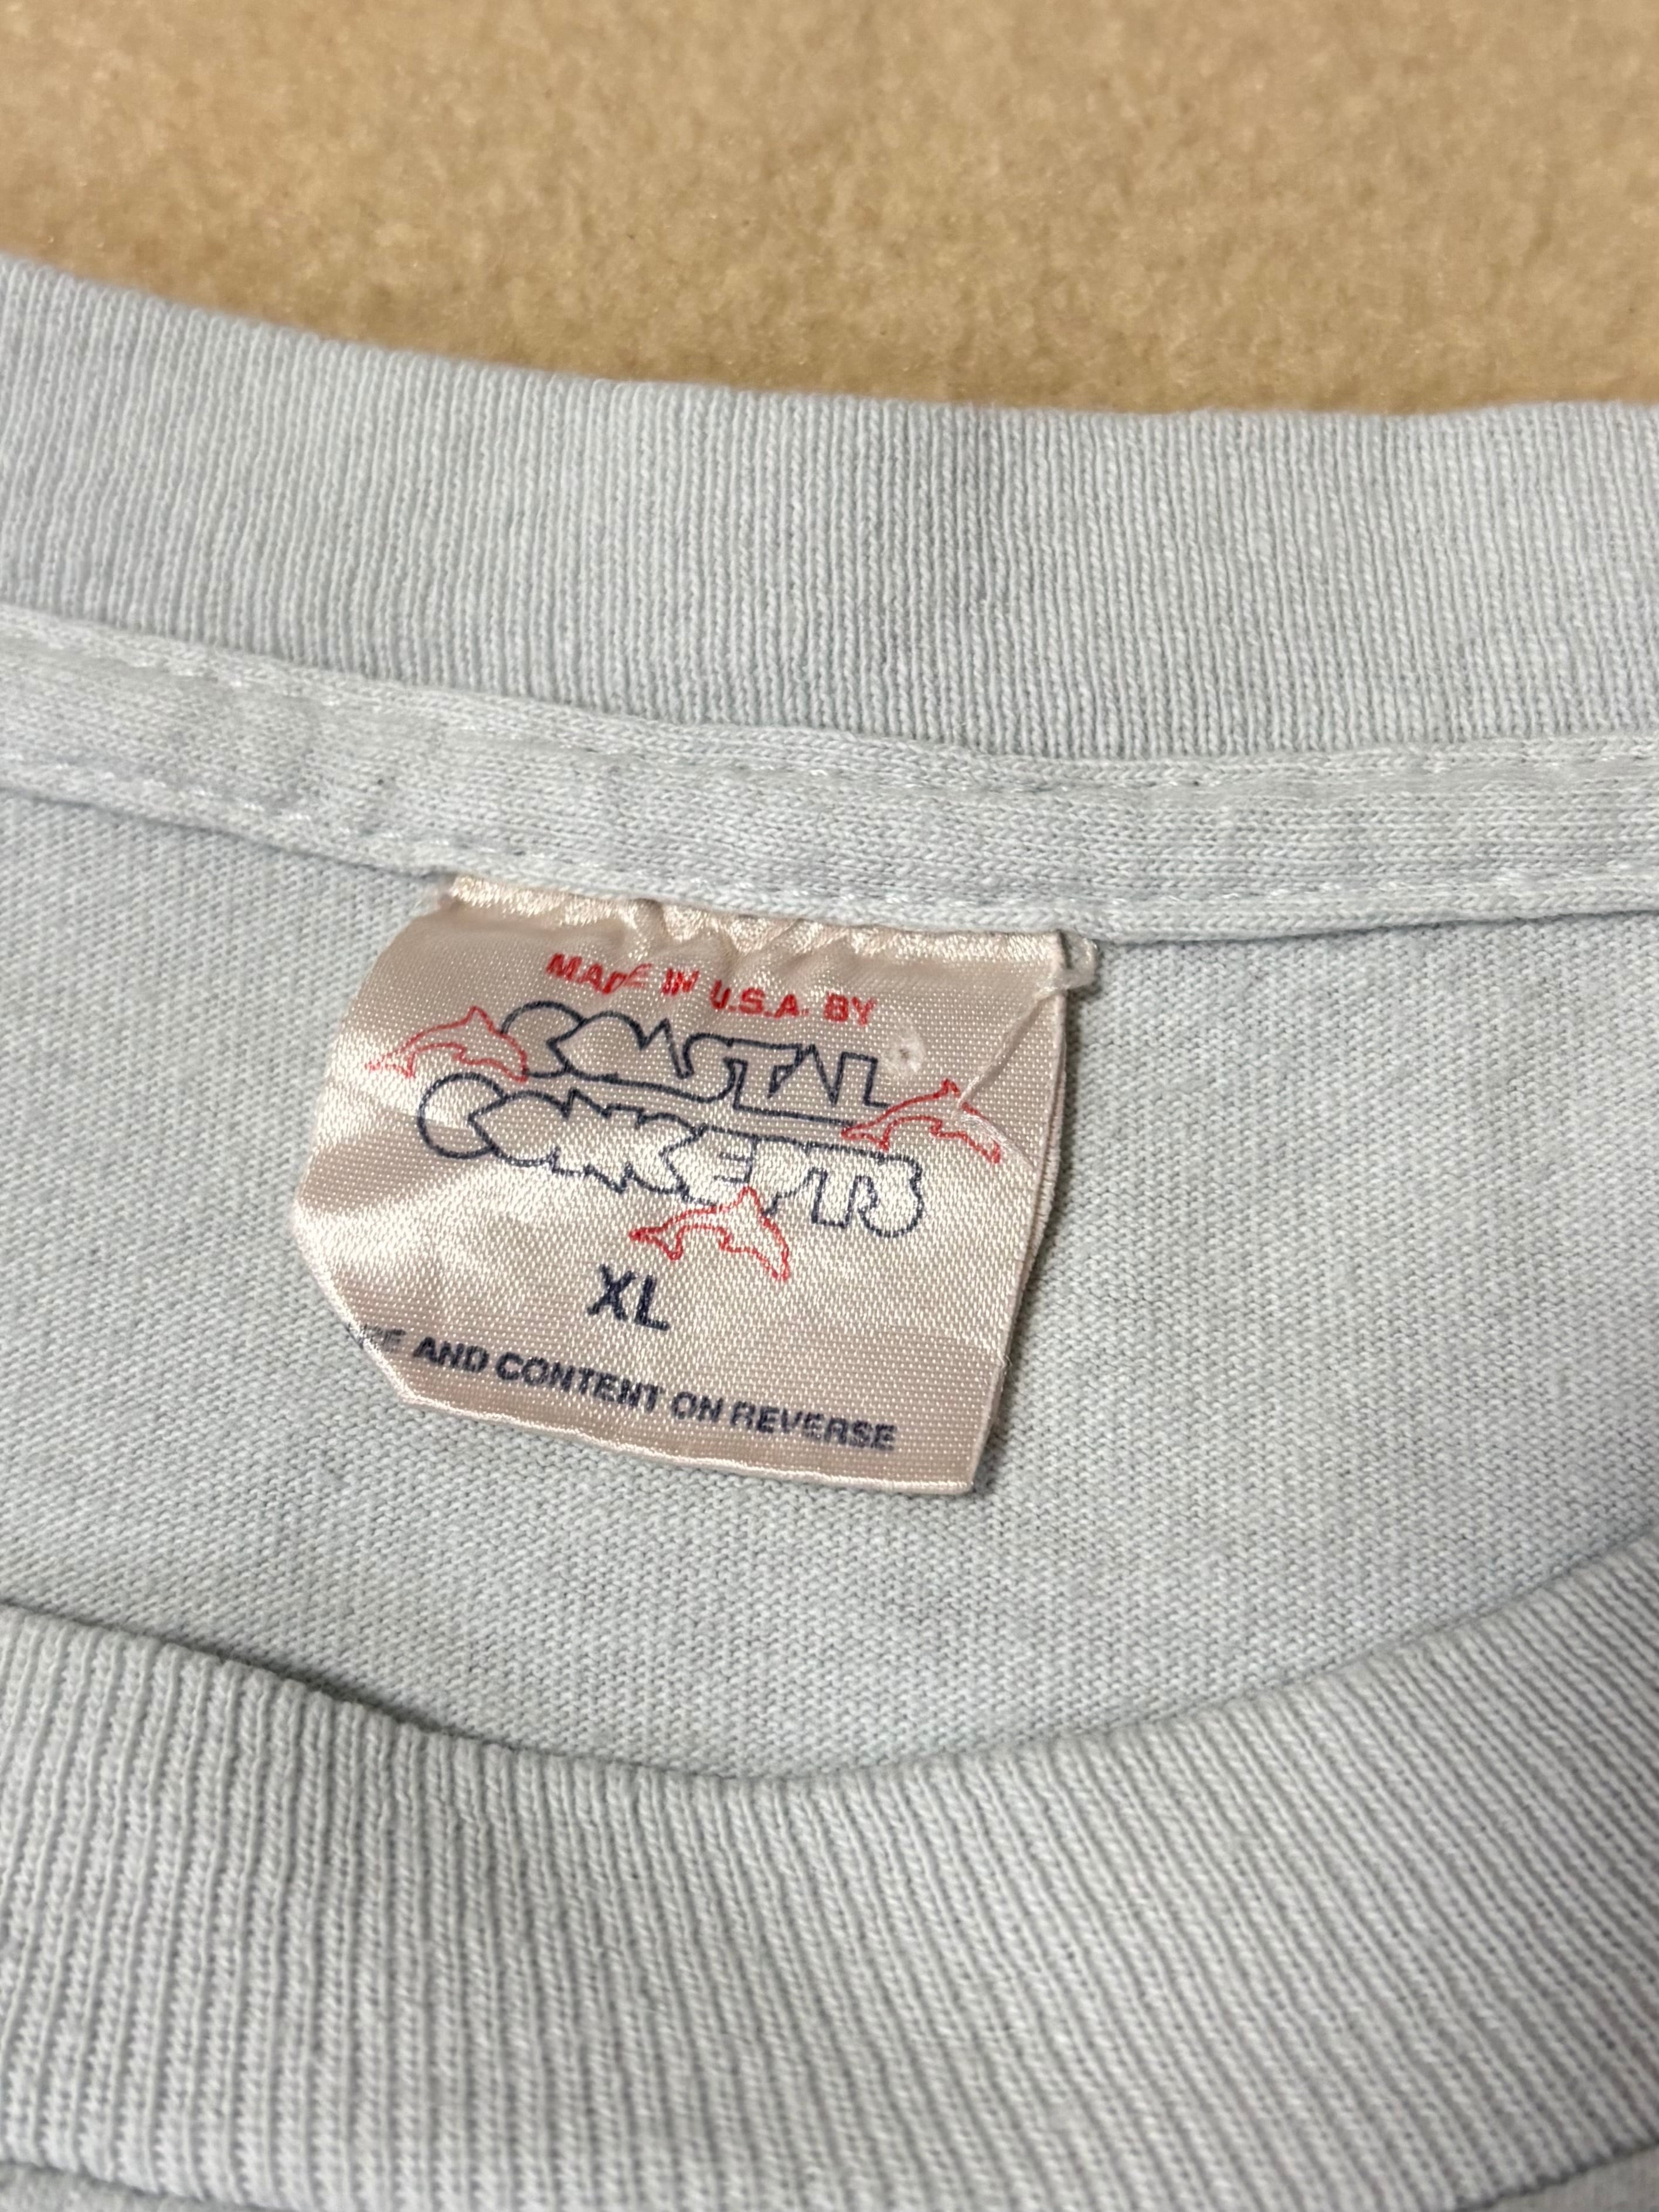 MADE IN U.S.A. BY
COASTAL
CONCEPTS
XL
AND CONTENT ON REVERSE